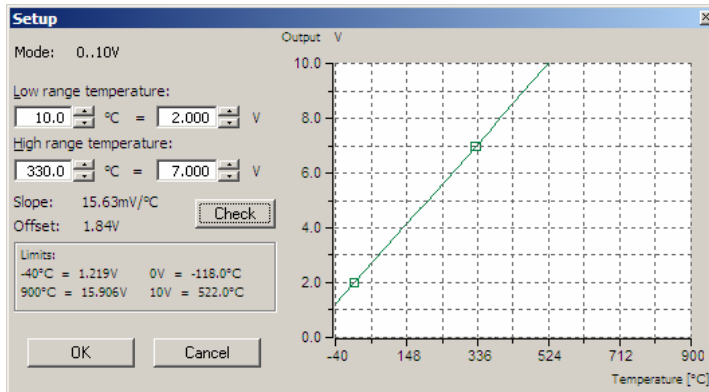 Setup
Mode: 0..10V
Low range temperature:
10.0 °C = 2.000 V
High range temperature:
330.0 °C = 7.000 V
Slope: 15.63mV/°C
Offset: 1.84V
Check
Limits:
-40°C = 1.219V 0V = -118.0°C
900°C = 15.906V 10V = 522.0°C
OK Cancel
Output V
10.0
8.0
6.0
4.0
2.0
0.0
-40 148 336 524 712 900
Temperature [°C]